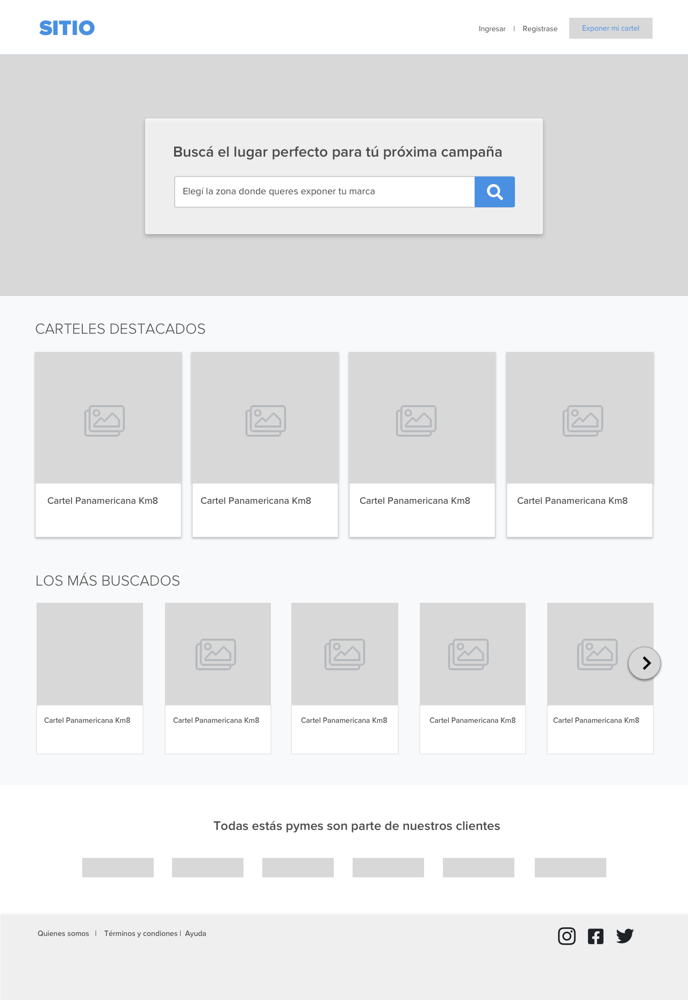 SITIO
Ingresar | Registrase
Exponer mi cartel
Buscá el lugar perfecto para tú próxima campaña
Elegí la zona donde queres exponer tu marca
CARTELES DESTACADOS
Cartel Panamericana Km8
Cartel Panamericana Km8
Cartel Panamericana Km8
Cartel Panamericana Km8
LOS MÁS BUSCADOS
Cartel Panamericana Km8
Cartel Panamericana Km8
Cartel Panamericana Km8
Cartel Panamericana Km8
Cartel Panamericana Km8
Todas estás pymes son parte de nuestros clientes
Quienes somos | Términos y condiones | Ayuda